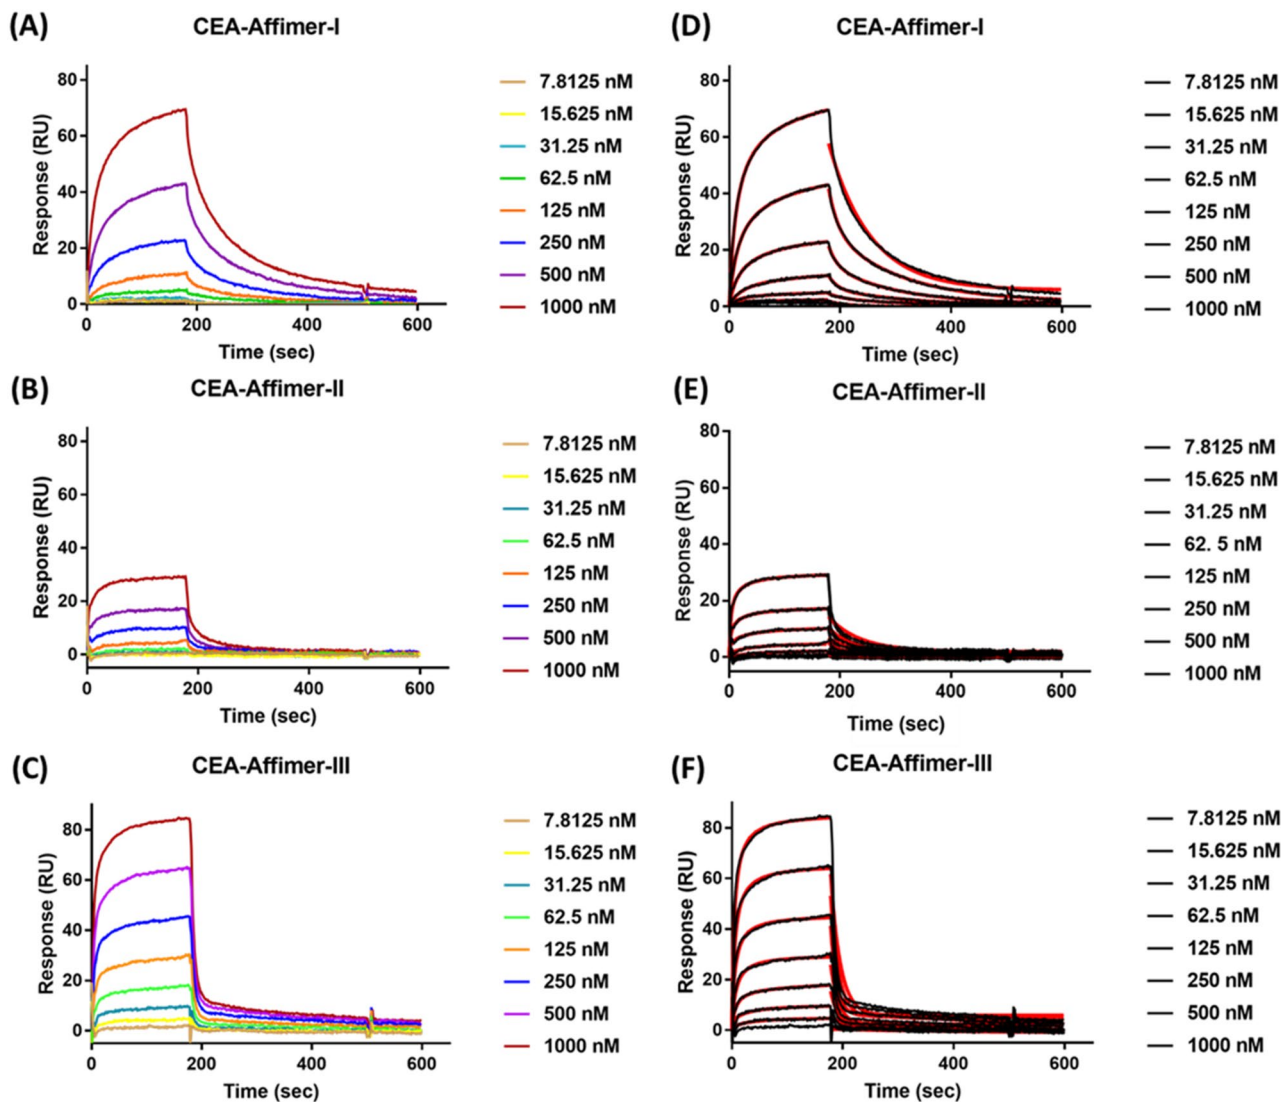 (A)
CEA-Affimer-I
Response (RU)
80
60
40
20
0
0 200 400 600
Time (sec)
7.8125 nM
15.625 nM
31.25 nM
62.5 nM
125 nM
250 nM
500 nM
1000 nM
(D)
CEA-Affimer-I
Response (RU)
80
60
40
20
0
0 200 400 600
Time (sec)
7.8125 nM
15.625 nM
31.25 nM
62.5 nM
125 nM
250 nM
500 nM
1000 nM
(B)
CEA-Affimer-II
Response (RU)
80
60
40
20
0
0 200 400 600
Time (sec)
7.8125 nM
15.625 nM
31.25 nM
62.5 nM
125 nM
250 nM
500 nM
1000 nM
(E)
CEA-Affimer-II
Response (RU)
80
60
40
20
0
0 200 400 600
Time (sec)
7.8125 nM
15.625 nM
31.25 nM
62. 5 nM
125 nM
250 nM
500 nM
1000 nM
(C)
CEA-Affimer-III
Response (RU)
80
60
40
20
0
0 200 400 600
Time (sec)
7.8125 nM
15.625 nM
31.25 nM
62.5 nM
125 nM
250 nM
500 nM
1000 nM
(F)
CEA-Affimer-III
Response (RU)
80
60
40
20
0
0 200 400 600
Time (sec)
7.8125 nM
15.625 nM
31.25 nM
62.5 nM
125 nM
250 nM
500 nM
1000 nM